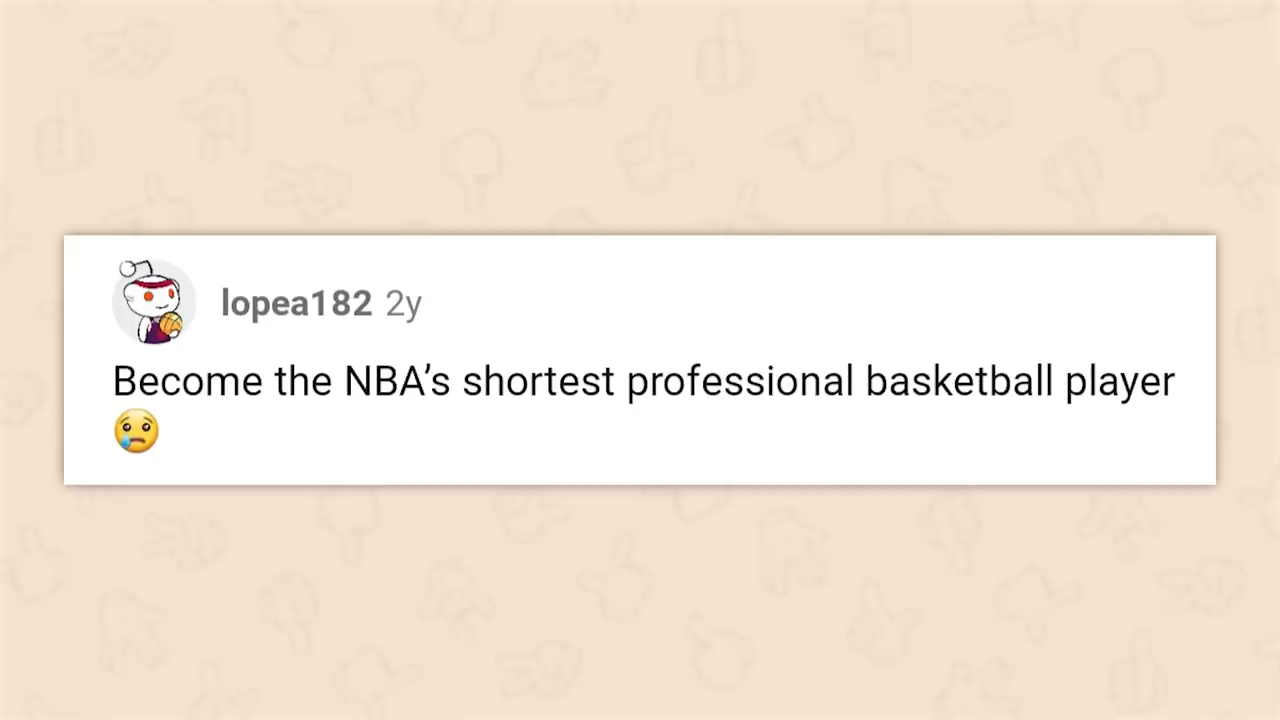 lopea182 2y
Become the NBA’s shortest professional basketball player
😢